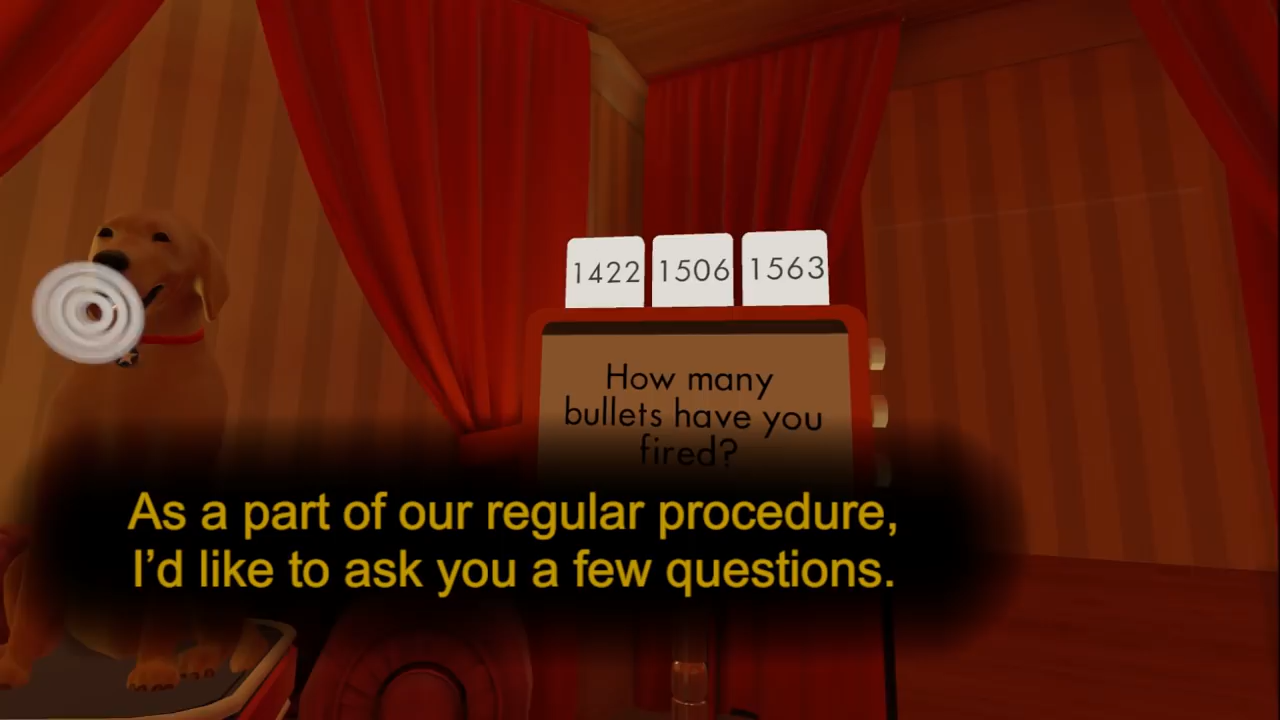 1422 1506 1563
How many
bullets have you
fired?
As a part of our regular procedure,
I’d like to ask you a few questions.